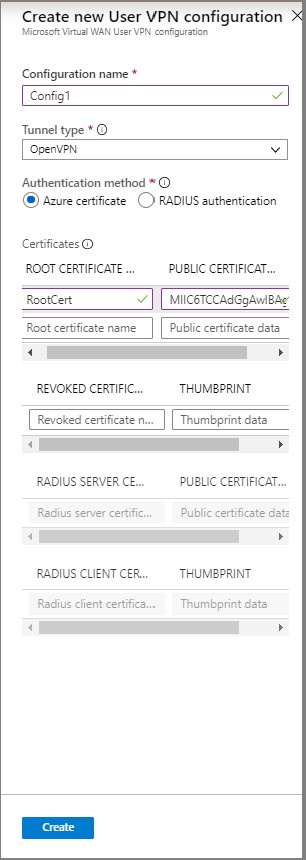 Create new User VPN configuration
Microsoft Virtual WAN User VPN configuration
Configuration name *
Config1
Tunnel type *
OpenVPN
Authentication method *
Azure certificate RADIUS authentication
Certificates
ROOT CERTIFICATE ... PUBLIC CERTIFICAT...
RootCert MIIC6TCCAdGgAwIBAg
Root certificate name Public certificate data
REVOKED CERTIFIC... THUMBPRINT
Revoked certificate n... Thumbprint data
RADIUS SERVER CE... PUBLIC CERTIFICAT...
Radius server certific... Public certificate data
RADIUS CLIENT CER... THUMBPRINT
Radius client certifica... Thumbprint data
Create